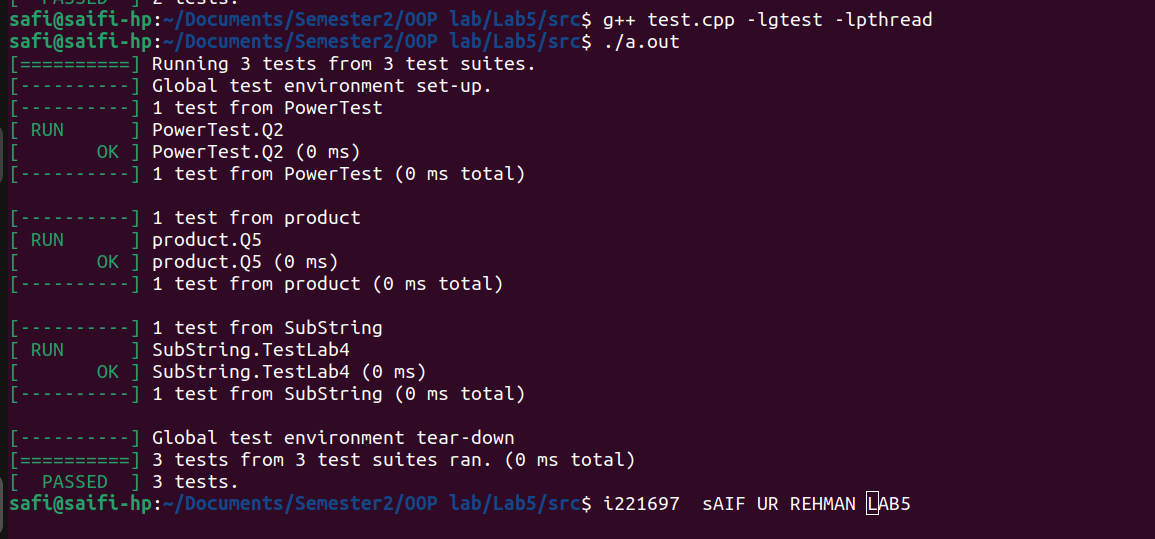 [  PASSED  ] 2 tests.
safi@saifi-hp:~/Documents/Semester2/OOP lab/Lab5/src$ g++ test.cpp -lgtest -lpthread
safi@saifi-hp:~/Documents/Semester2/OOP lab/Lab5/src$ ./a.out
[==========] Running 3 tests from 3 test suites.
[----------] Global test environment set-up.
[----------] 1 test from PowerTest
[ RUN      ] PowerTest.Q2
[       OK ] PowerTest.Q2 (0 ms)
[----------] 1 test from PowerTest (0 ms total)
[----------] 1 test from product
[ RUN      ] product.Q5
[       OK ] product.Q5 (0 ms)
[----------] 1 test from product (0 ms total)
[----------] 1 test from SubString
[ RUN      ] SubString.TestLab4
[       OK ] SubString.TestLab4 (0 ms)
[----------] 1 test from SubString (0 ms total)
[----------] Global test environment tear-down
[==========] 3 tests from 3 test suites ran. (0 ms total)
[  PASSED  ] 3 tests.
safi@saifi-hp:~/Documents/Semester2/OOP lab/Lab5/src$ i221697  sAIF UR REHMAN LAB5